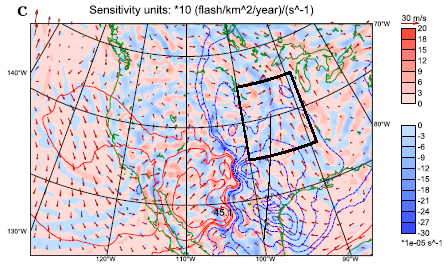 C Sensitivity units: *10 (flash/km^2/year)/(s^-1)
70°W
30 m/s
20
18
15
12
9
6
3
0
140°W
80°W
0
-3
-6
-9
-12
-15
-18
-21
-24
-27
-30
*1e-05 s^-1
45.
130°W
120°W
110°W
100°W
90°W